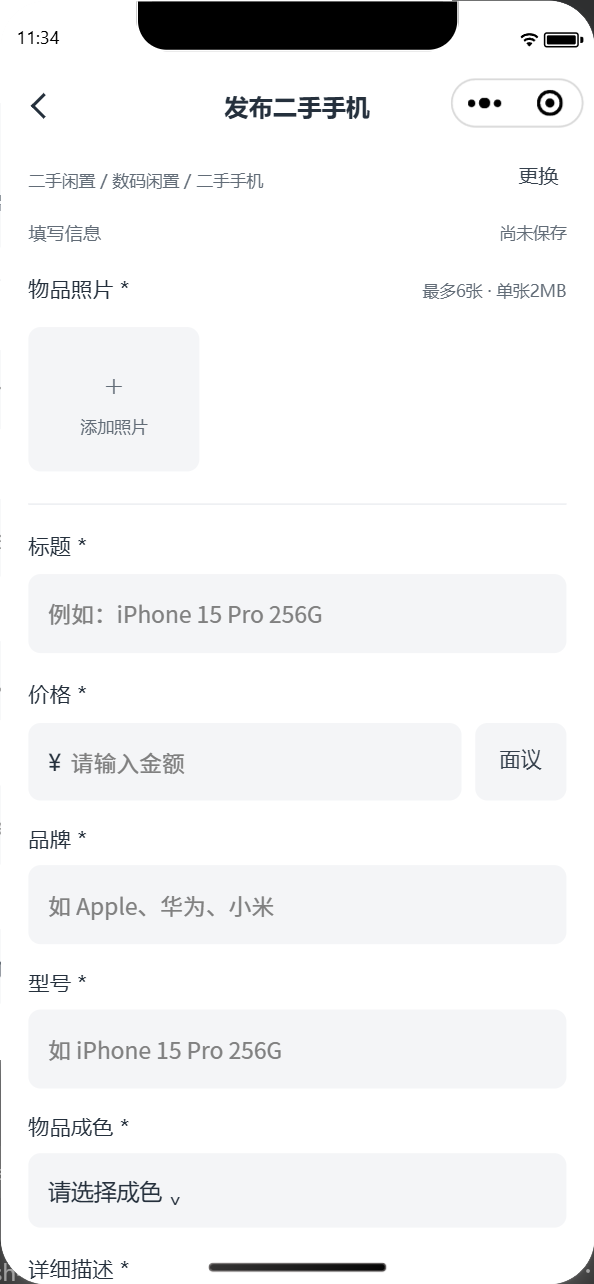 11:34
发布二手手机
二手闲置 / 数码闲置 / 二手手机 更换
填写信息 尚未保存
物品照片 * 最多6张 · 单张2MB
+
添加照片
标题 *
例如：iPhone 15 Pro 256G
价格 *
¥ 请输入金额 面议
品牌 *
如 Apple、华为、小米
型号 *
如 iPhone 15 Pro 256G
物品成色 *
请选择成色
详细描述 *